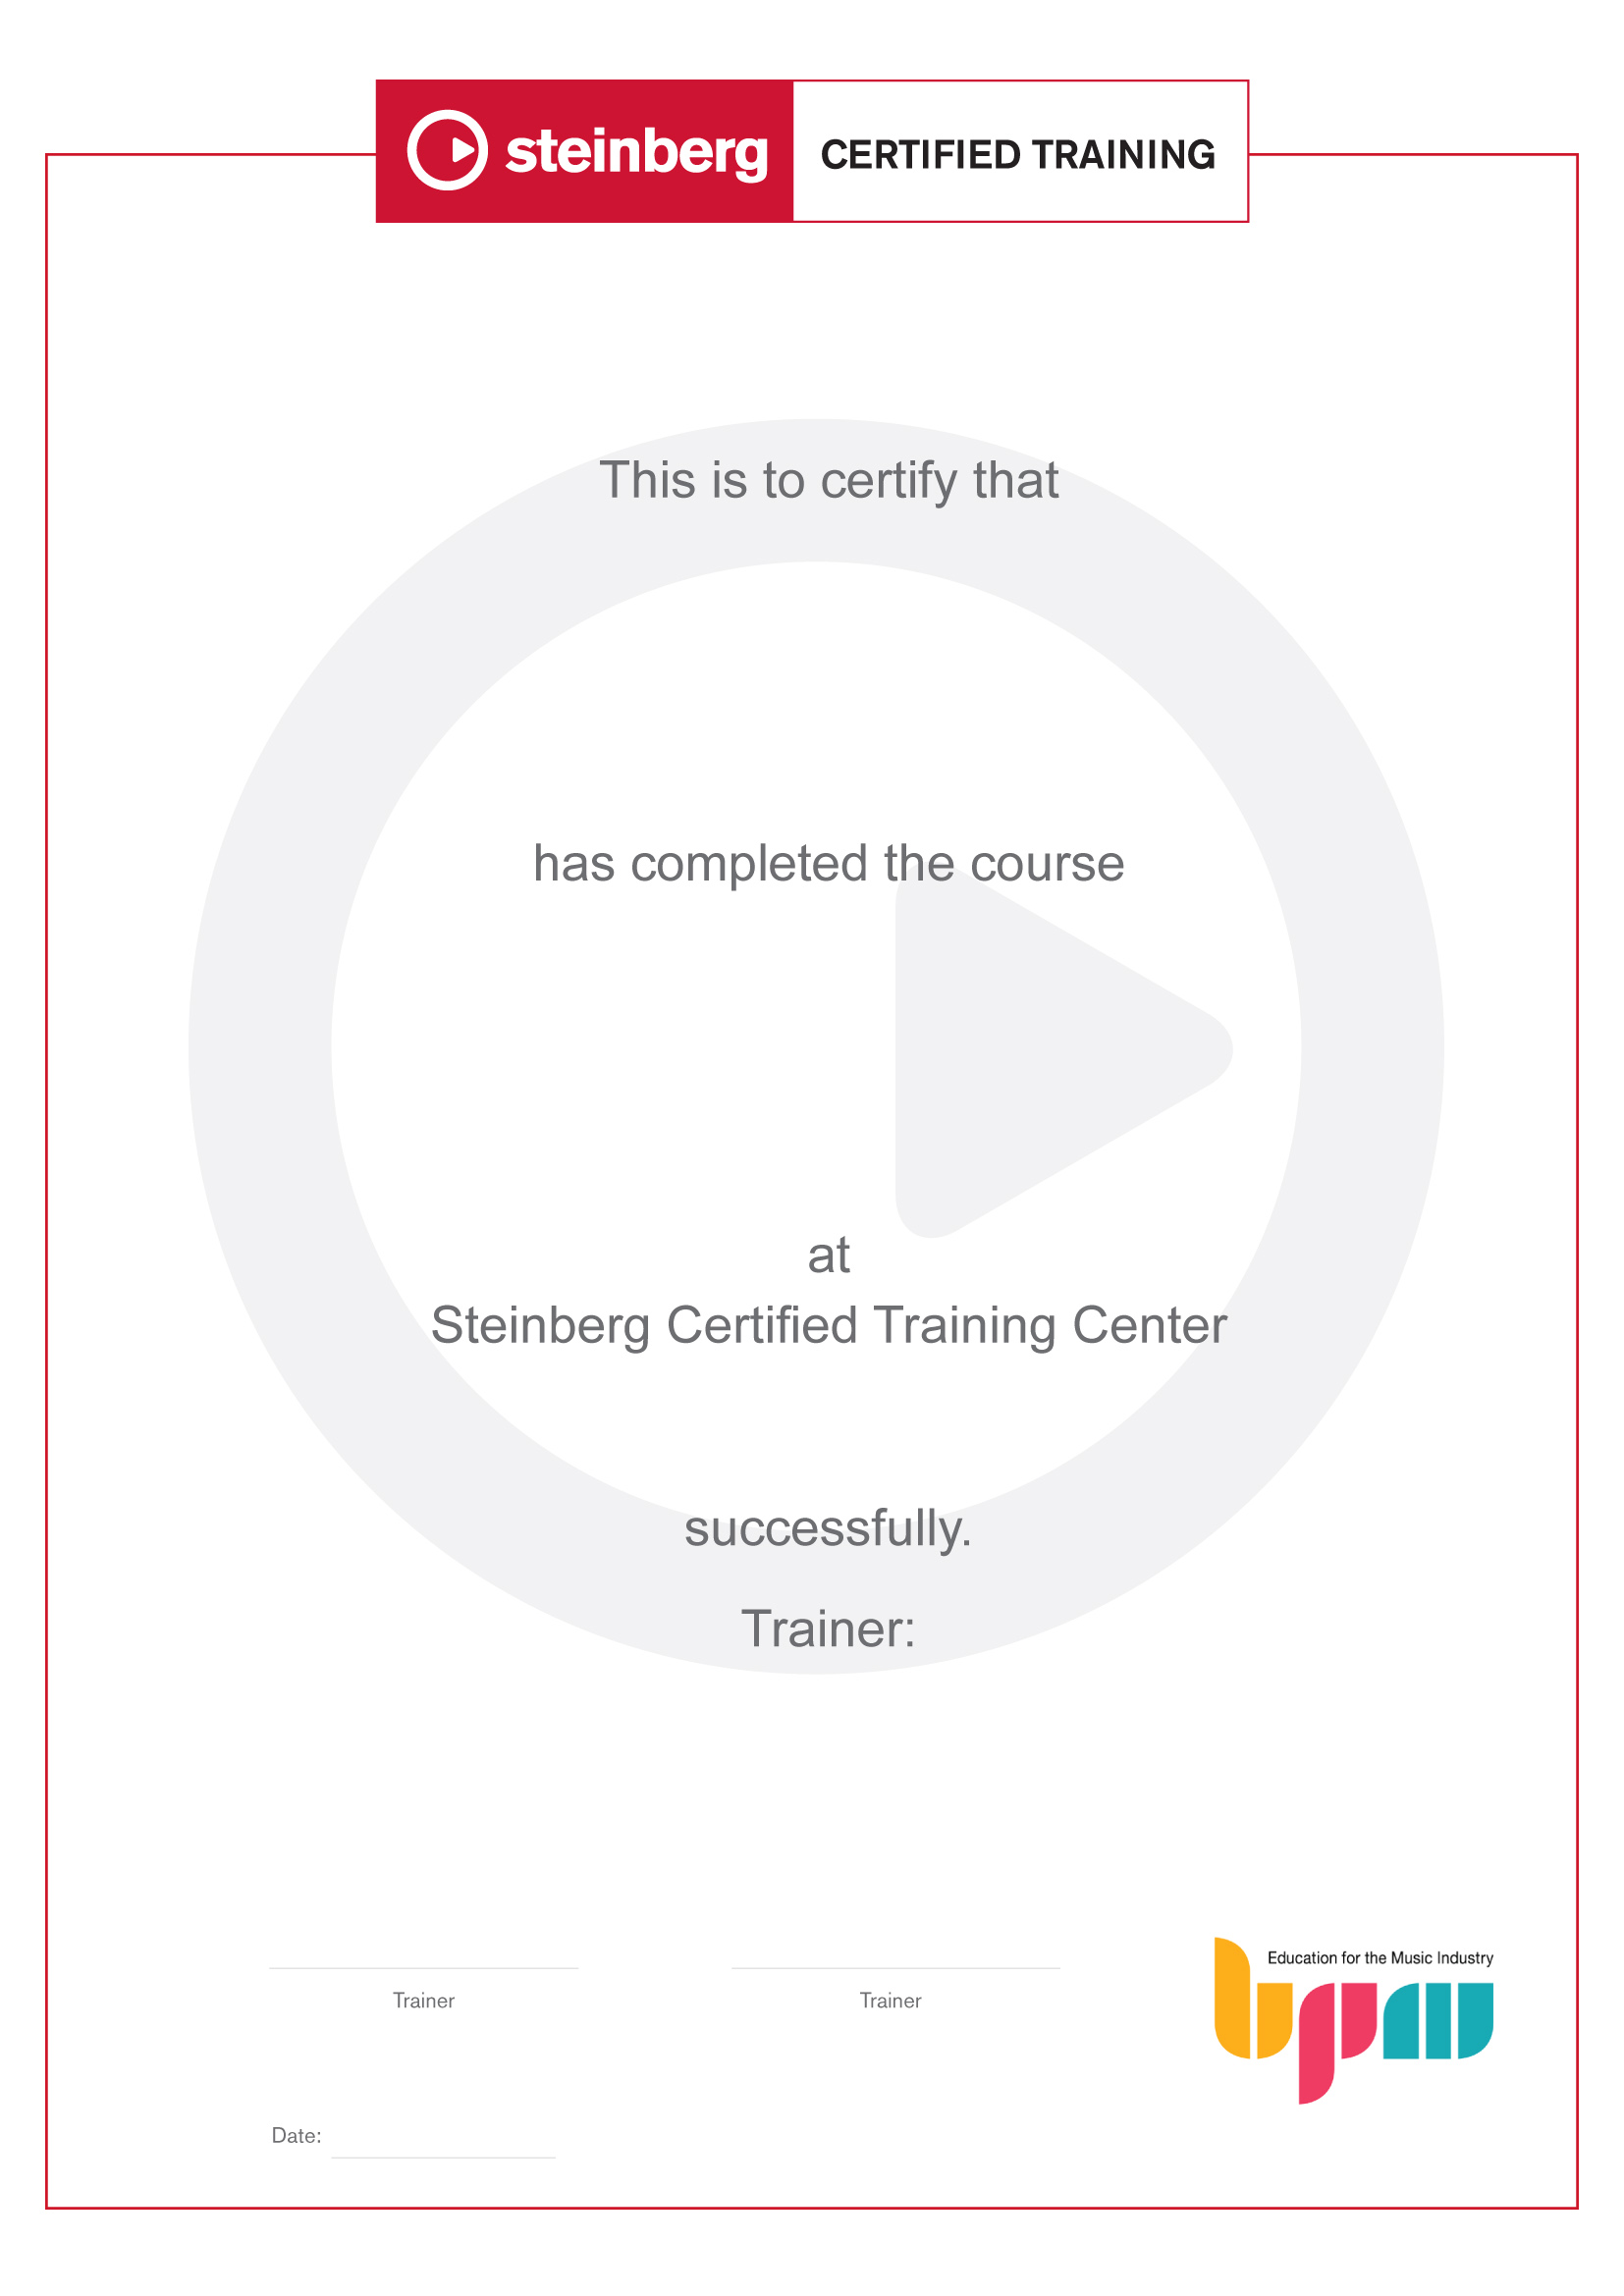 steinberg CERTIFIED TRAINING
This is to certify that
has completed the course
at
Steinberg Certified Training Center
successfully.
Trainer:
Trainer Trainer
Education for the Music Industry
bpm
Date: